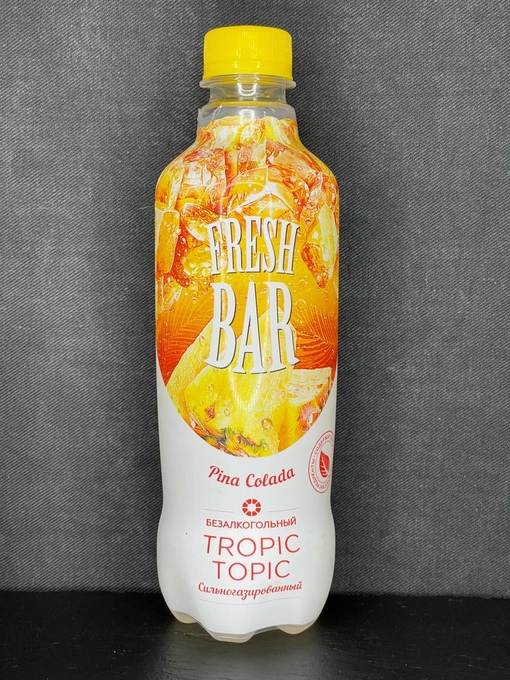 FRESH
BAR
Pina Colada
БЕЗАЛКОГОЛЬНЫЙ
TROPIC
TOPIC
Сильногазированный